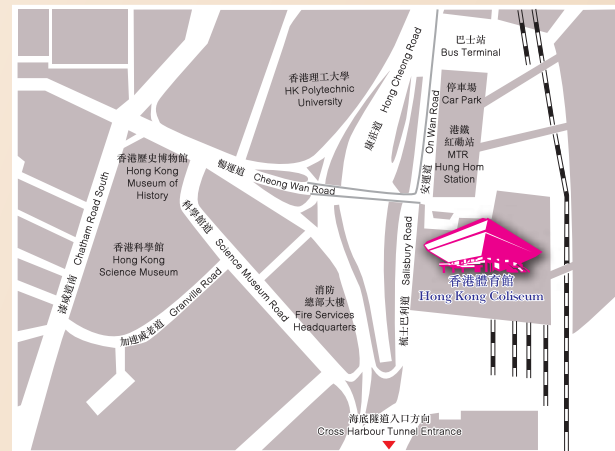 巴士站
Bus Terminal
香港理工大學
HK Polytechnic
University
康莊道 Hong Cheong Road
安運道 On Wan Road
停車場
Car Park
港鐵
紅磡站
MTR
Hung Hom
Station
香港歷史博物館
Hong Kong
Museum of
History
暢運道 Cheong Wan Road
漆咸道南 Chatham Road South
科學館道 Science Museum Road
香港科學館
Hong Kong
Science Museum
加連威老道 Granville Road
消防
總部大樓
Fire Services
Headquarters
梳士巴利道 Salisbury Road
香港體育館
Hong Kong Coliseum
海底隧道入口方向
Cross Harbour Tunnel Entrance